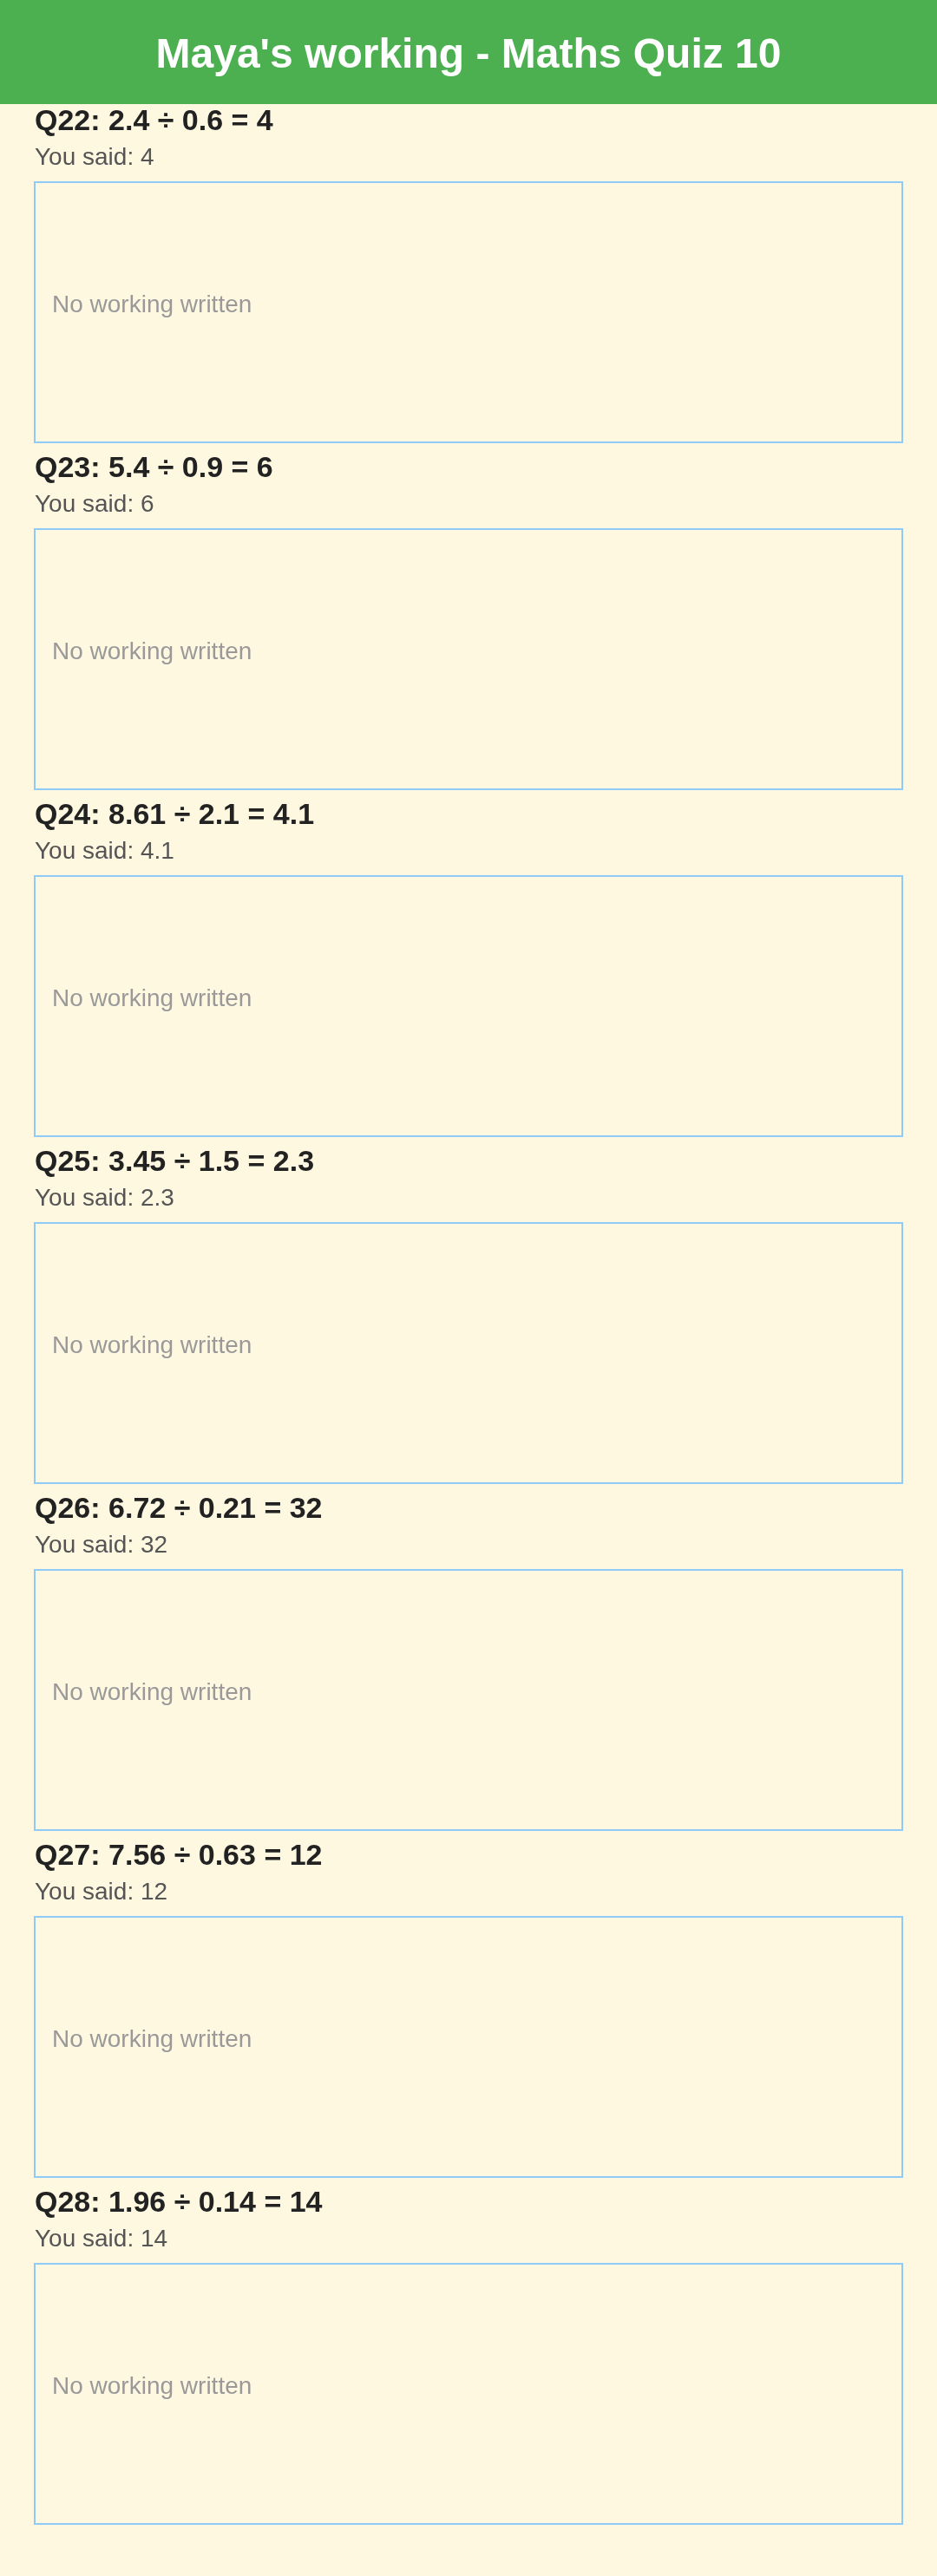 Maya's working - Maths Quiz 10
Q22: 2.4 ÷ 0.6 = 4
You said: 4
No working written
Q23: 5.4 ÷ 0.9 = 6
You said: 6
No working written
Q24: 8.61 ÷ 2.1 = 4.1
You said: 4.1
No working written
Q25: 3.45 ÷ 1.5 = 2.3
You said: 2.3
No working written
Q26: 6.72 ÷ 0.21 = 32
You said: 32
No working written
Q27: 7.56 ÷ 0.63 = 12
You said: 12
No working written
Q28: 1.96 ÷ 0.14 = 14
You said: 14
No working written